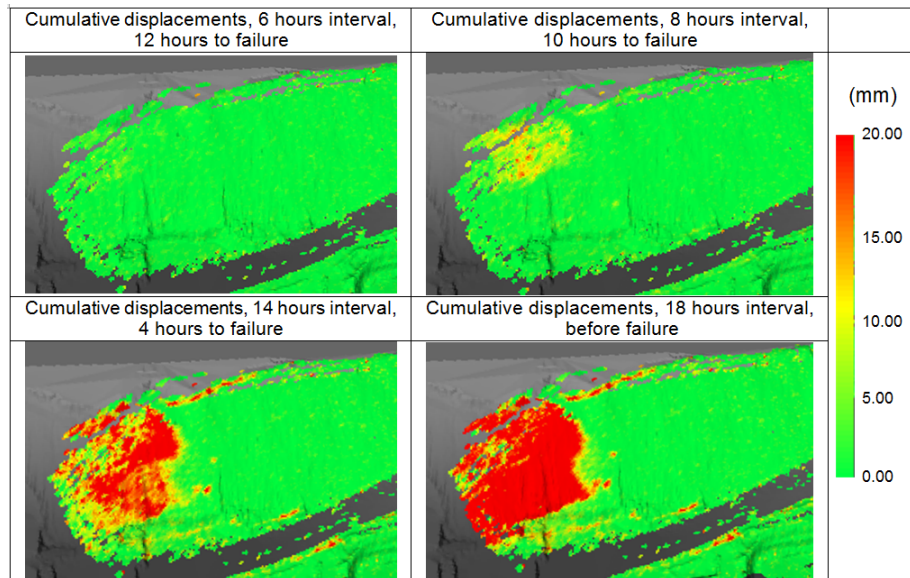 Cumulative displacements, 6 hours interval,
12 hours to failure
Cumulative displacements, 8 hours interval,
10 hours to failure
(mm)
20.00
15.00
10.00
5.00
0.00
Cumulative displacements, 14 hours interval,
4 hours to failure
Cumulative displacements, 18 hours interval,
before failure